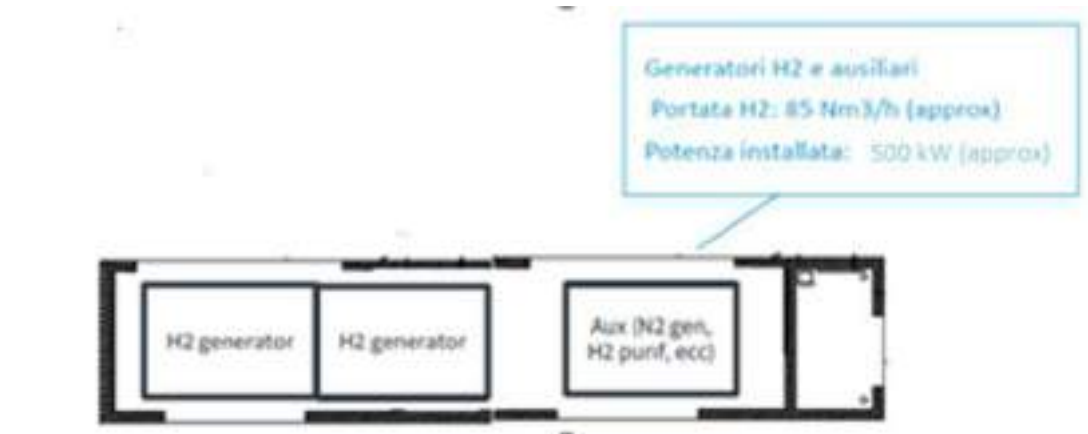 Generatori H2 e ausiliari
Portata H2: 85 Nm3/h (approx)
Potenza installata: 500 kW (approx)
H2 generator
H2 generator
Aux (N2 gen,
H2 purif, ecc)